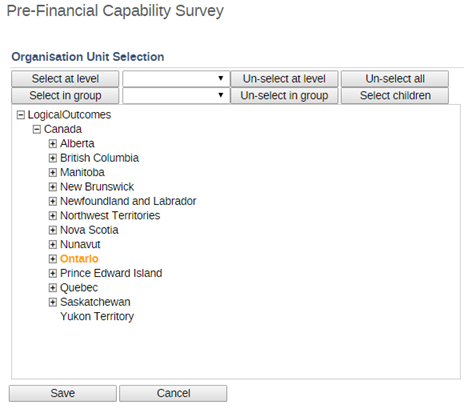 Pre-Financial Capability Survey
Organisation Unit Selection
Select at level Un-select at level Un-select all
Select in group Un-select in group Select children
LogicalOutcomes
Canada
Alberta
British Columbia
Manitoba
New Brunswick
Newfoundland and Labrador
Northwest Territories
Nova Scotia
Nunavut
Ontario
Prince Edward Island
Quebec
Saskatchewan
Yukon Territory
Save Cancel